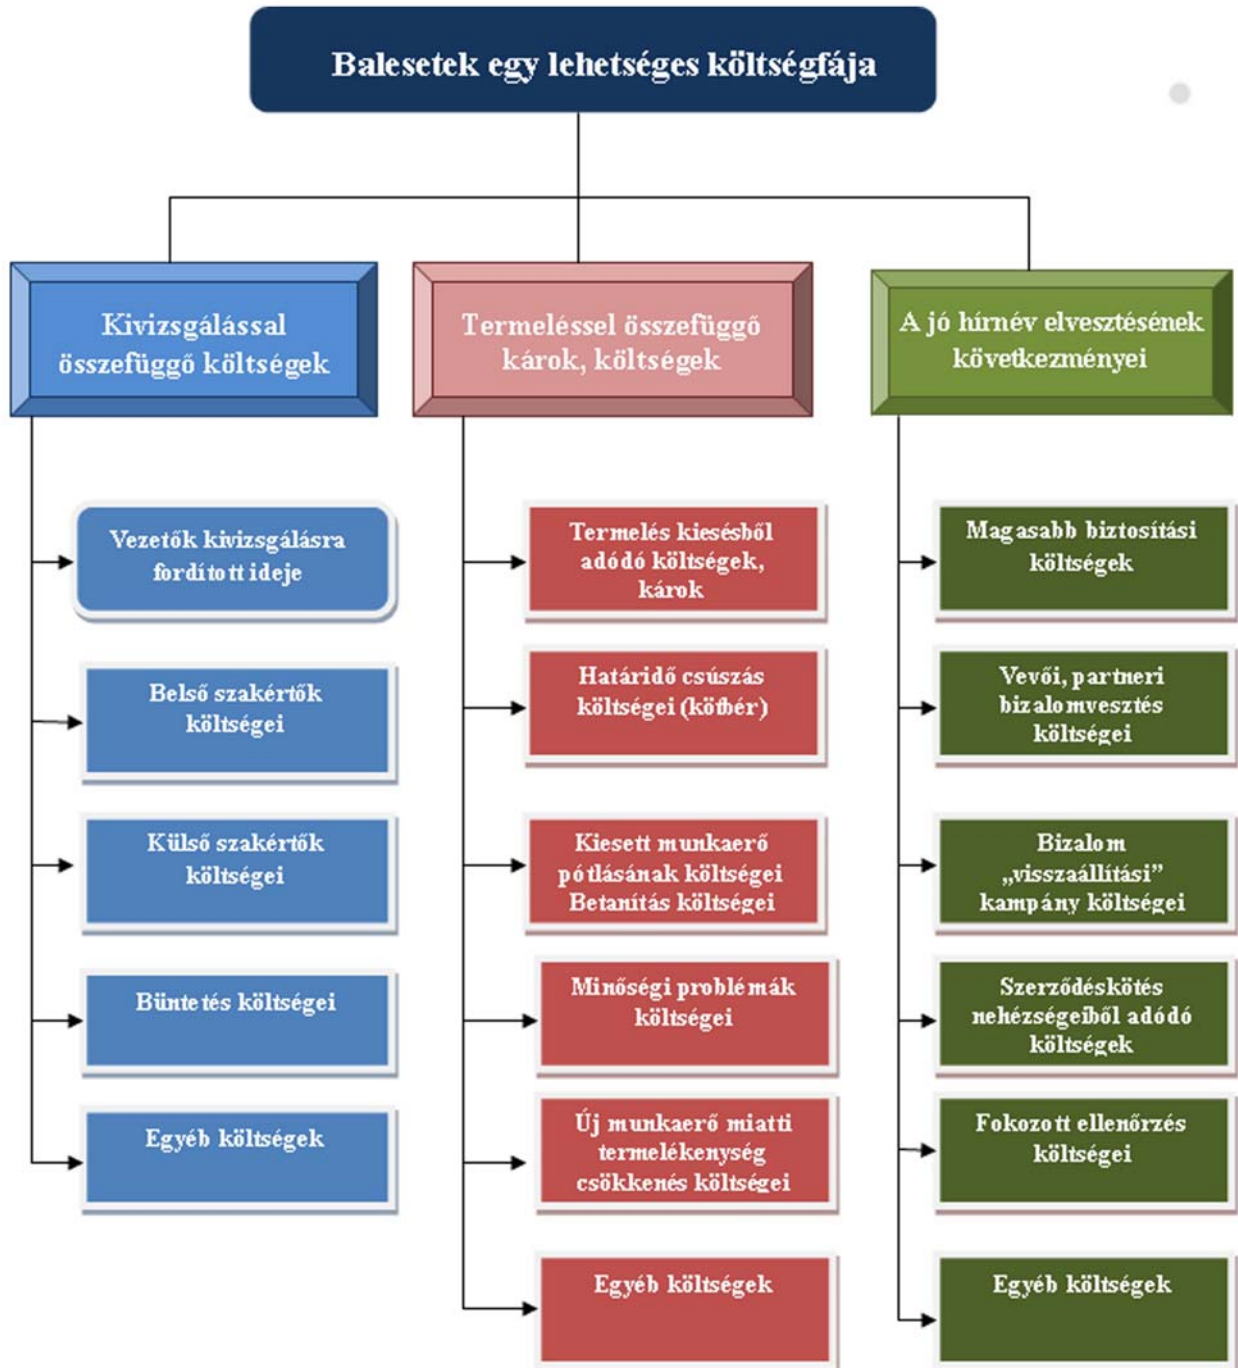 Balesetek egy lehetséges költségfája
Kivizsgálással
összefüggő költségek
Vezetők kivizsgálásra
fordított ideje
Belső szakértők
költségei
Külső szakértők
költségei
Büntetés költségei
Egyéb költségek
Termeléssel összefüggő
károk, költségek
Termelés kiesésből
adódó költségek,
károk
Határidő csúszás
költségei (kötbér)
Kiesett munkaerő
pótlásának költségei
Betanítás költségei
Minőségi problémák
költségei
Új munkaerő miatti
termelékenység
csökkenés költségei
Egyéb költségek
A jó hírnév elvesztésének
következményei
Magasabb biztosítási
költségek
Vevői, partneri
bizalomvesztés
költségei
Bizalom
„visszaállítási”
kampány költségei
Szerződéskötés
nehézségeiből adódó
költségek
Fokozott ellenőrzés
költségei
Egyéb költségek